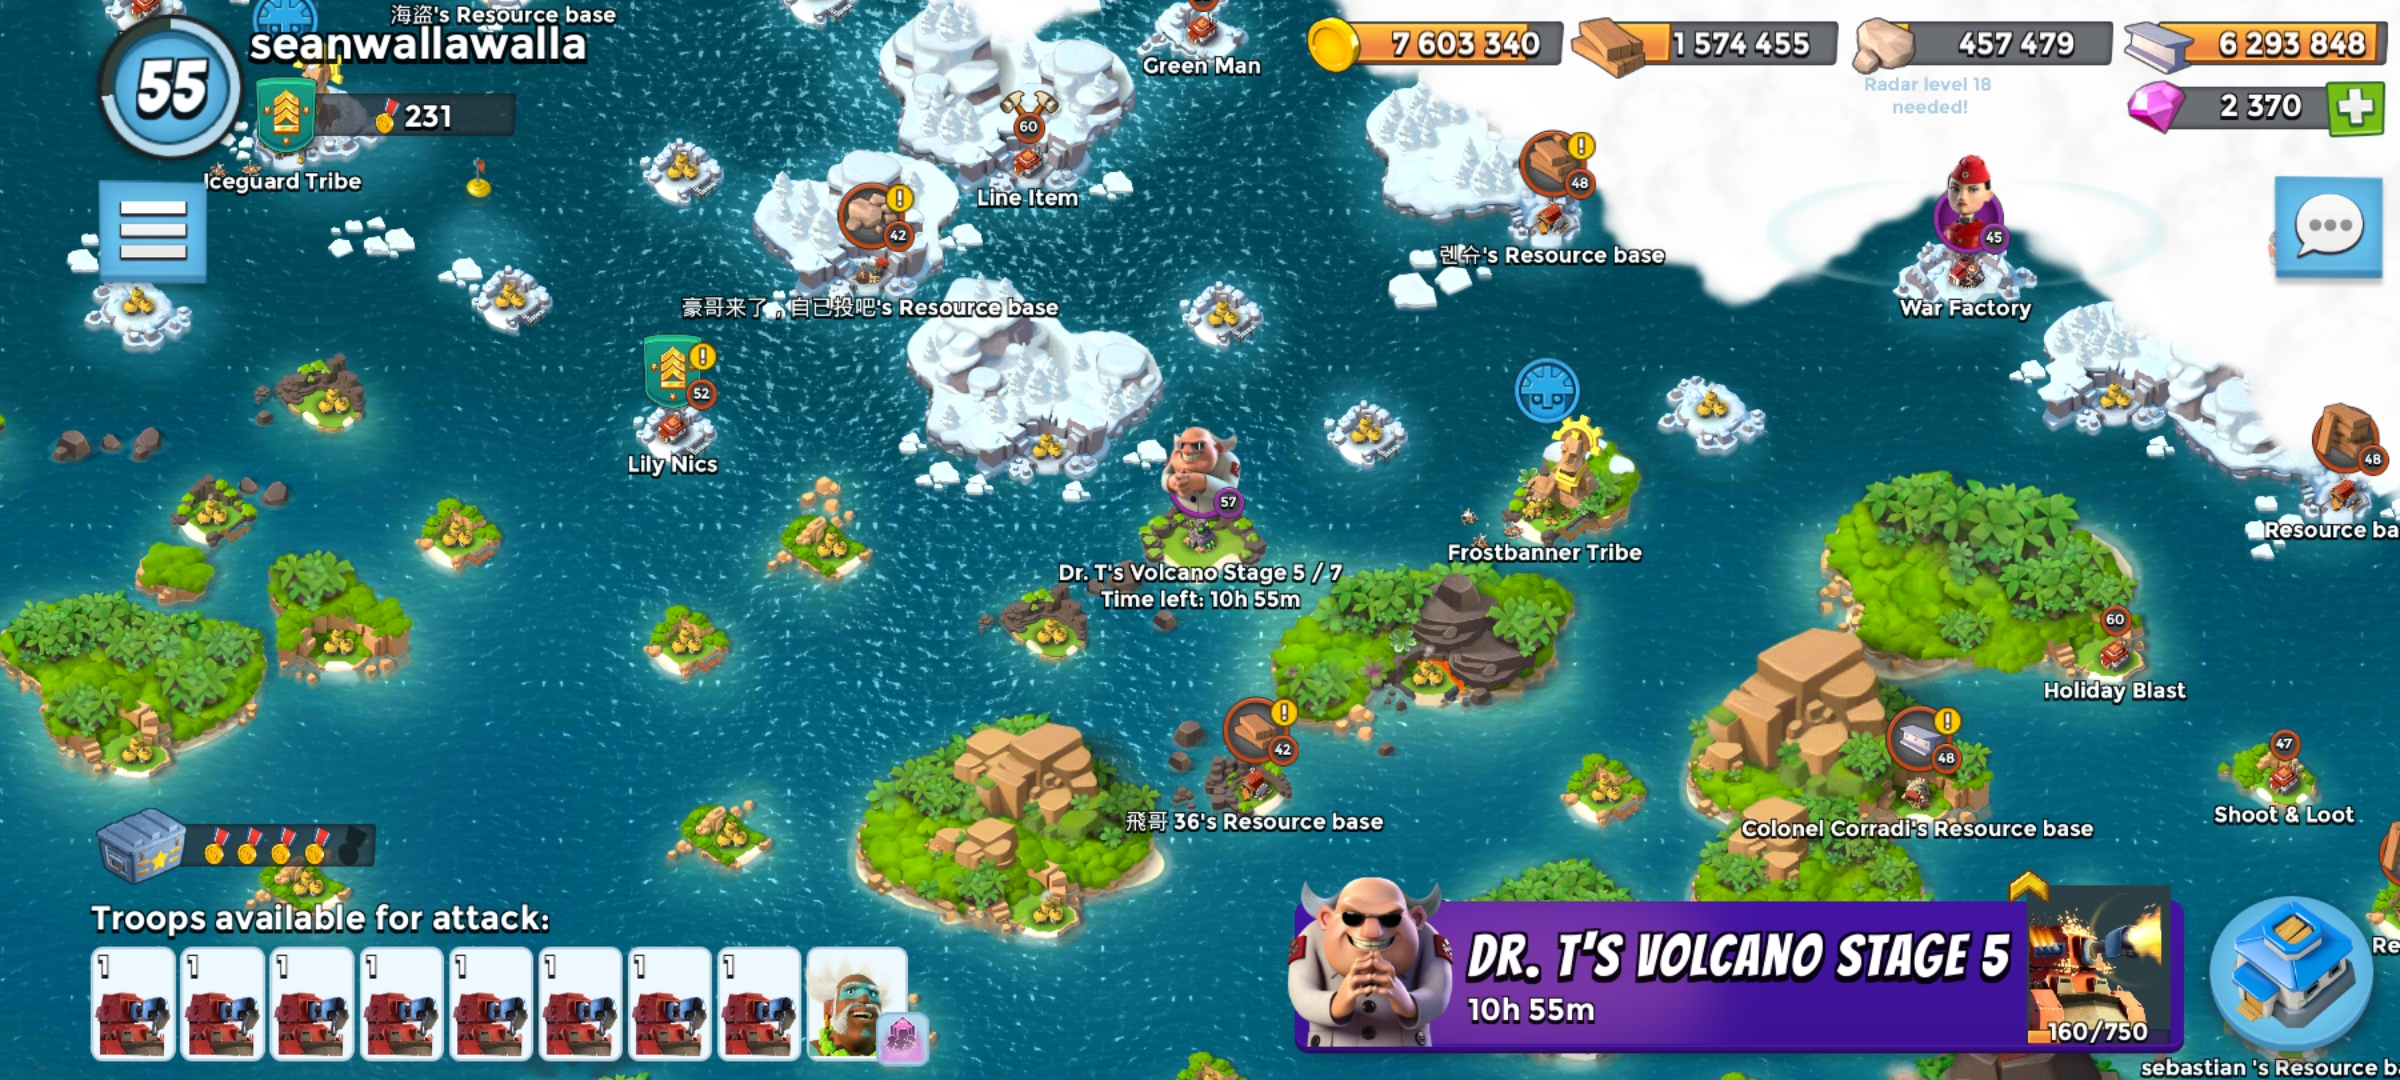 海盜's Resource base
seanwallawalla
55
231
Iceguard Tribe
Green Man
7 603 340
1 574 455
457 479
6 293 848
Radar level 18
needed!
2 370
60
Line Item
42
豪哥来了，自已投吧's Resource base
48
렌슈's Resource base
45
War Factory
52
Lily Nics
57
Dr. T's Volcano Stage 5 / 7
Time left: 10h 55m
Frostbanner Tribe
48
Resource ba
60
Holiday Blast
42
飛哥 36's Resource base
48
Colonel Corradi's Resource base
47
Shoot & Loot
Troops available for attack:
1 1 1 1 1 1 1 1
DR. T'S VOLCANO STAGE 5
10h 55m
160/750
Re
sebastian 's Resource b